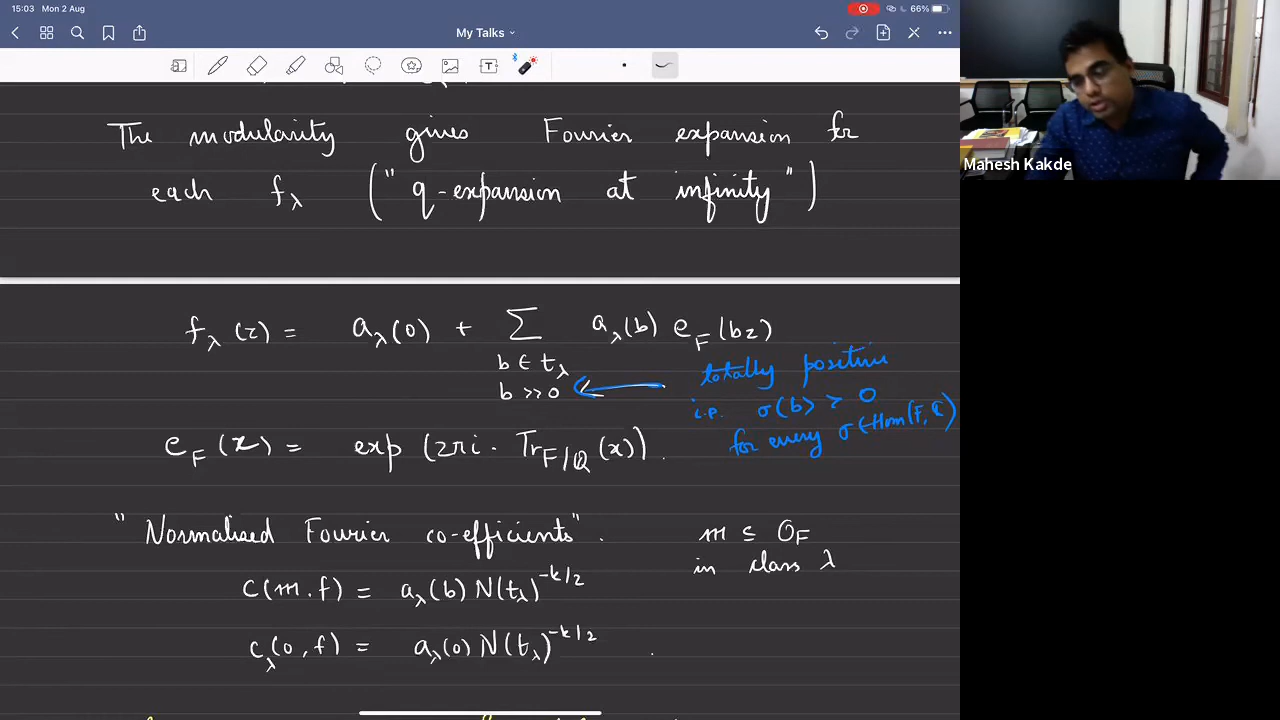 15:03 Mon 2 Aug
66%
My Talks
The modularity gives Fourier expansion for
each f_λ ("q-expansion at infinity")
f_λ(z) = a_λ(0) + Σ a_λ(b) e_F(bz)
b ∈ t_λ
b >> 0
totally positive
i.e. σ(b) > 0
for every σ ∈ Hom(F, ℂ)
e_F(x) = exp(2πi · Tr_{F/ℚ}(x)).
"Normalised Fourier co-efficients".
m ⊆ O_F
in class λ
c(m, f) = a_λ(b) N(t_λ)^{-k/2}
c_λ(0, f) = a_λ(0) N(t_λ)^{-k/2}
Mahesh Kakde